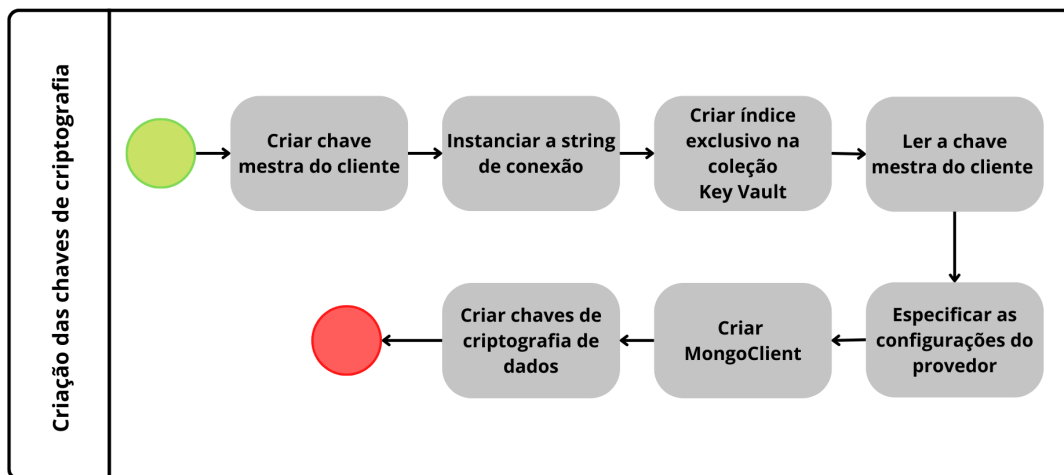 Criação das chaves de criptografia
Criar chave
mestra do cliente
Instanciar a string
de conexão
Criar índice
exclusivo na
coleção
Key Vault
Ler a chave
mestra do cliente
Especificar as
configurações do
provedor
Criar
MongoClient
Criar chaves de
criptografia de
dados